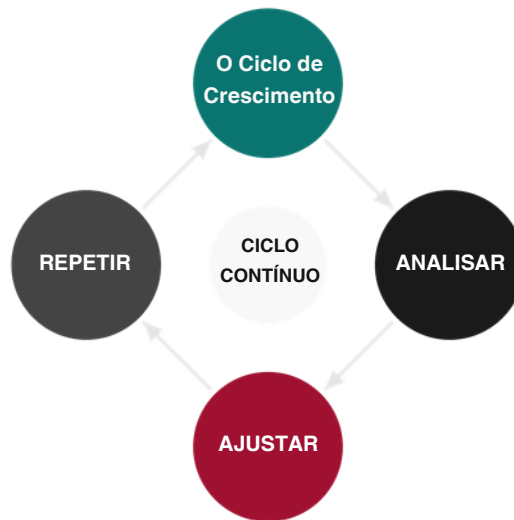 O Ciclo de
Crescimento
REPETIR
CICLO
CONTÍNUO
ANALISAR
AJUSTAR